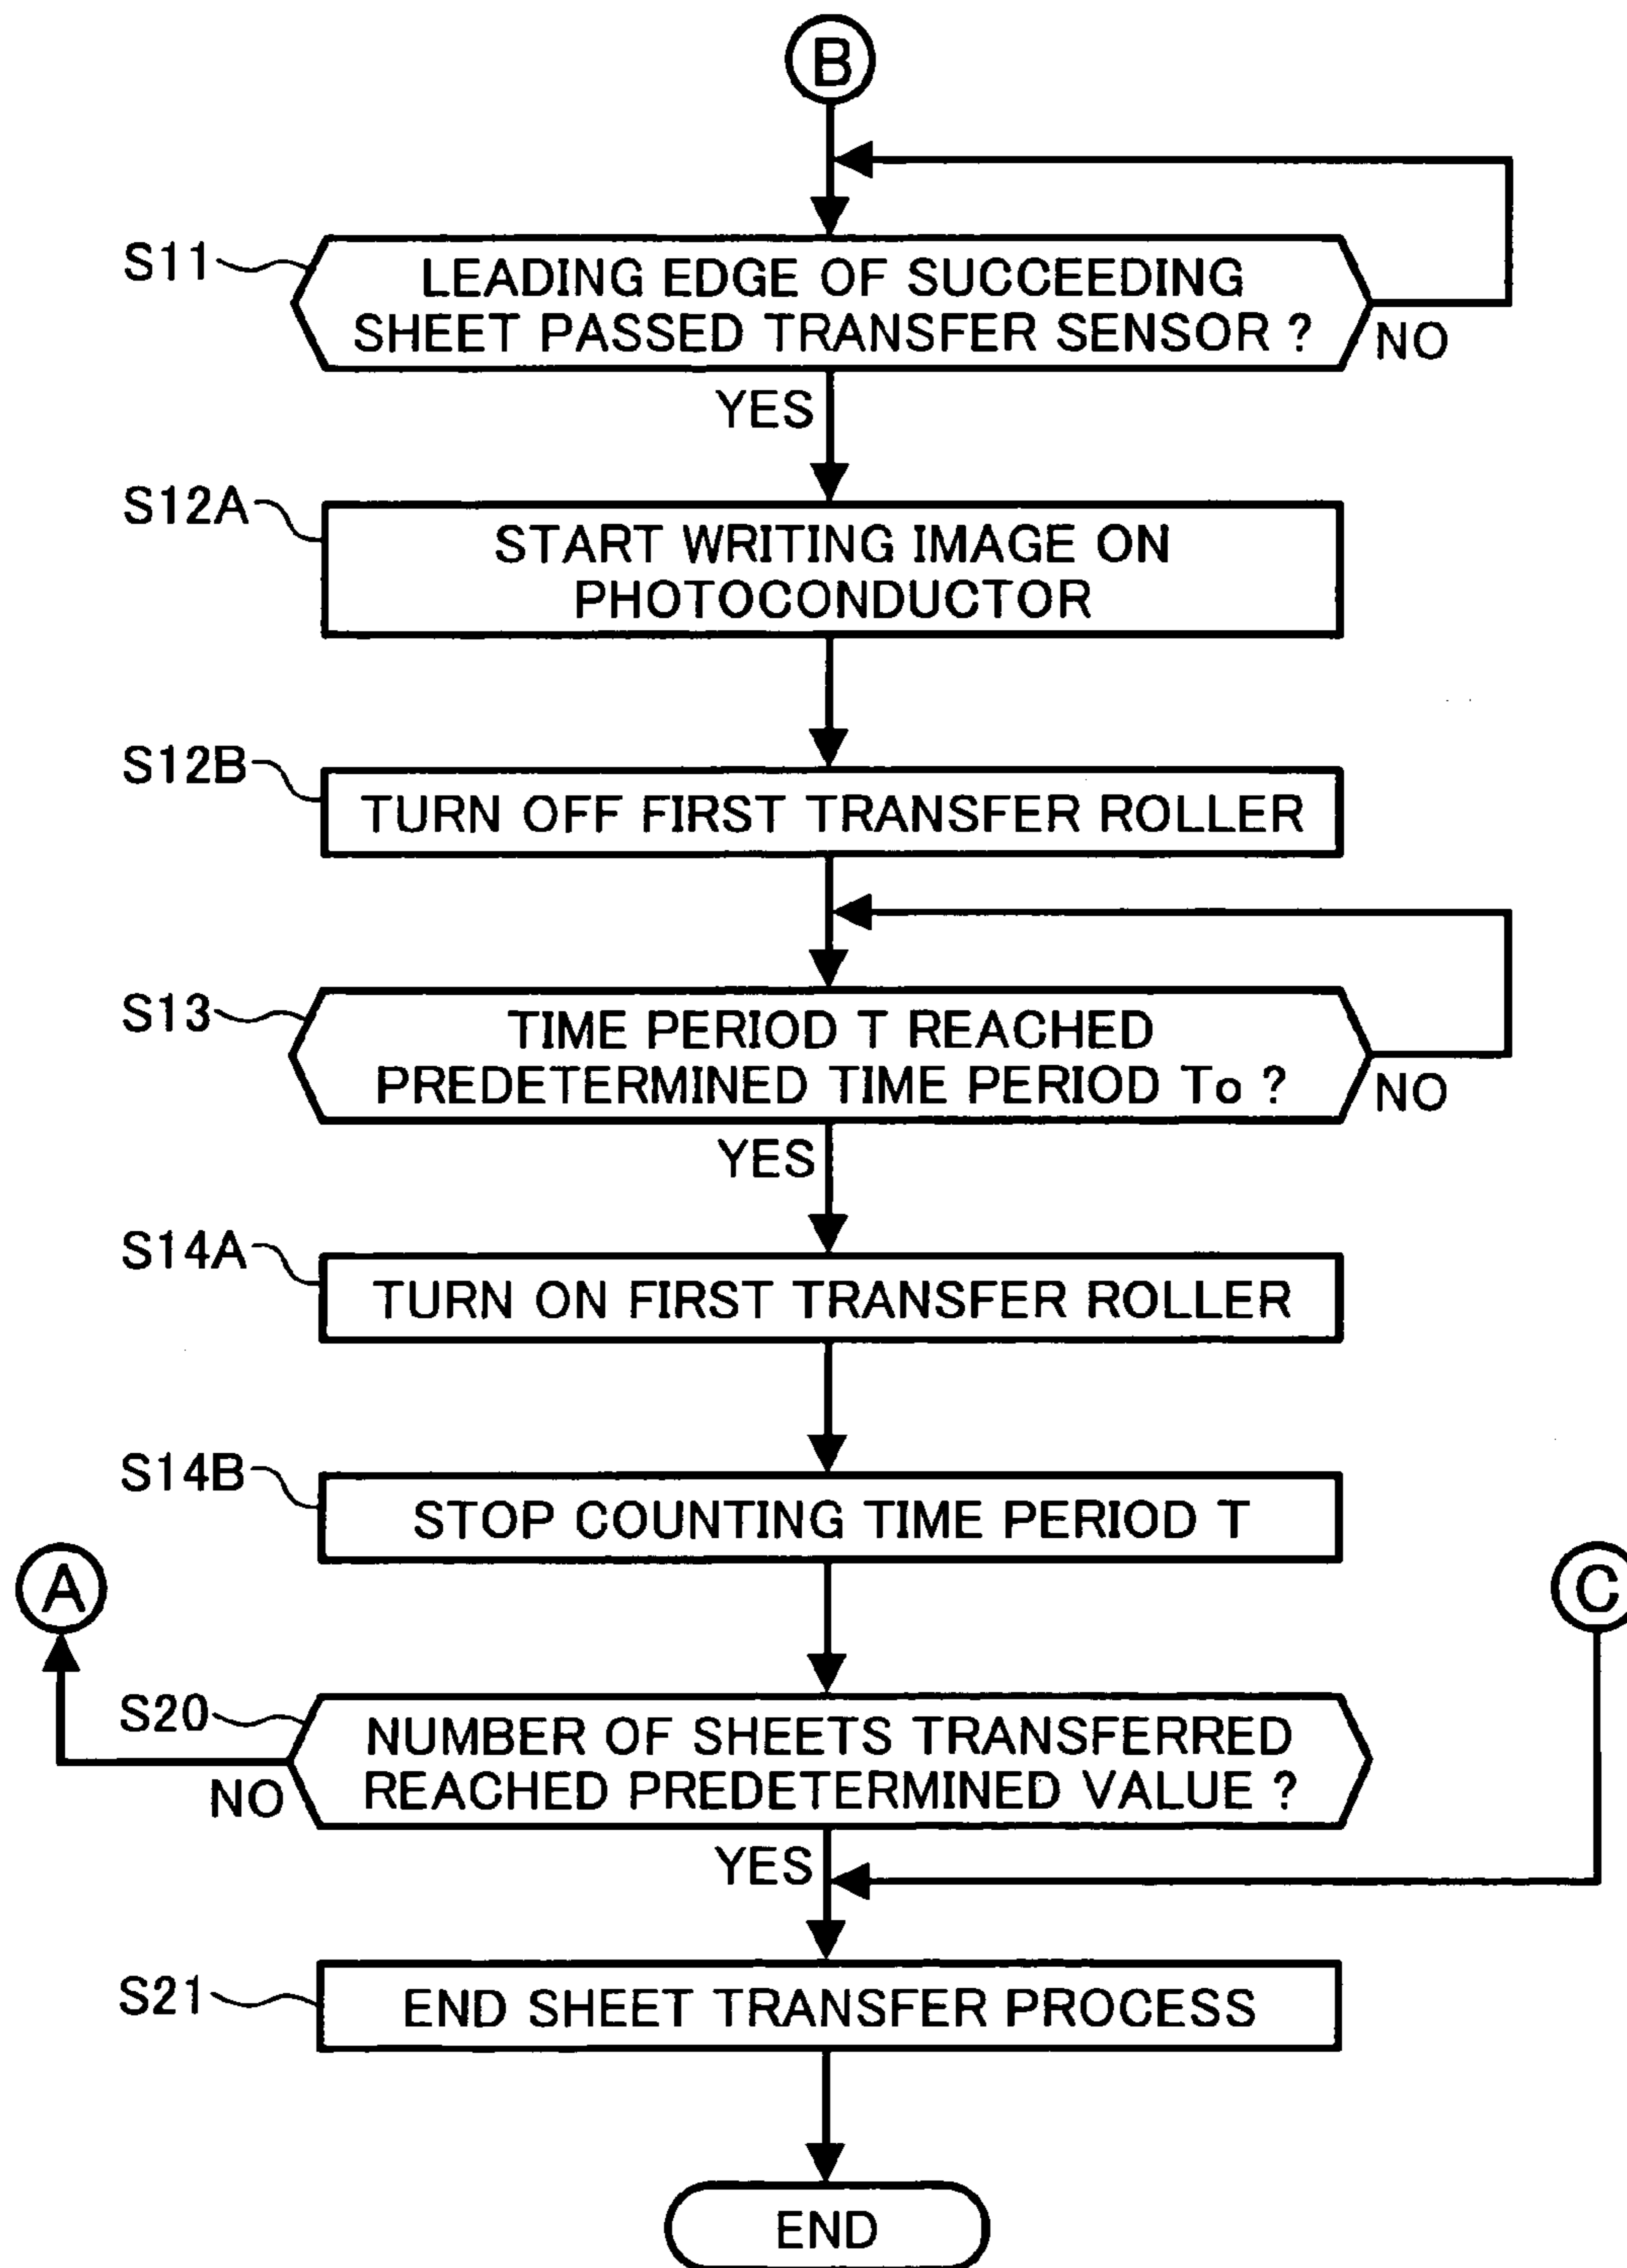 B
S11
LEADING EDGE OF SUCCEEDING
SHEET PASSED TRANSFER SENSOR ?
NO
YES
S12A
START WRITING IMAGE ON
PHOTOCONDUCTOR
S12B
TURN OFF FIRST TRANSFER ROLLER
S13
TIME PERIOD T REACHED
PREDETERMINED TIME PERIOD To ?
NO
YES
S14A
TURN ON FIRST TRANSFER ROLLER
S14B
STOP COUNTING TIME PERIOD T
A
C
S20
NUMBER OF SHEETS TRANSFERRED
REACHED PREDETERMINED VALUE ?
NO
YES
S21
END SHEET TRANSFER PROCESS
END